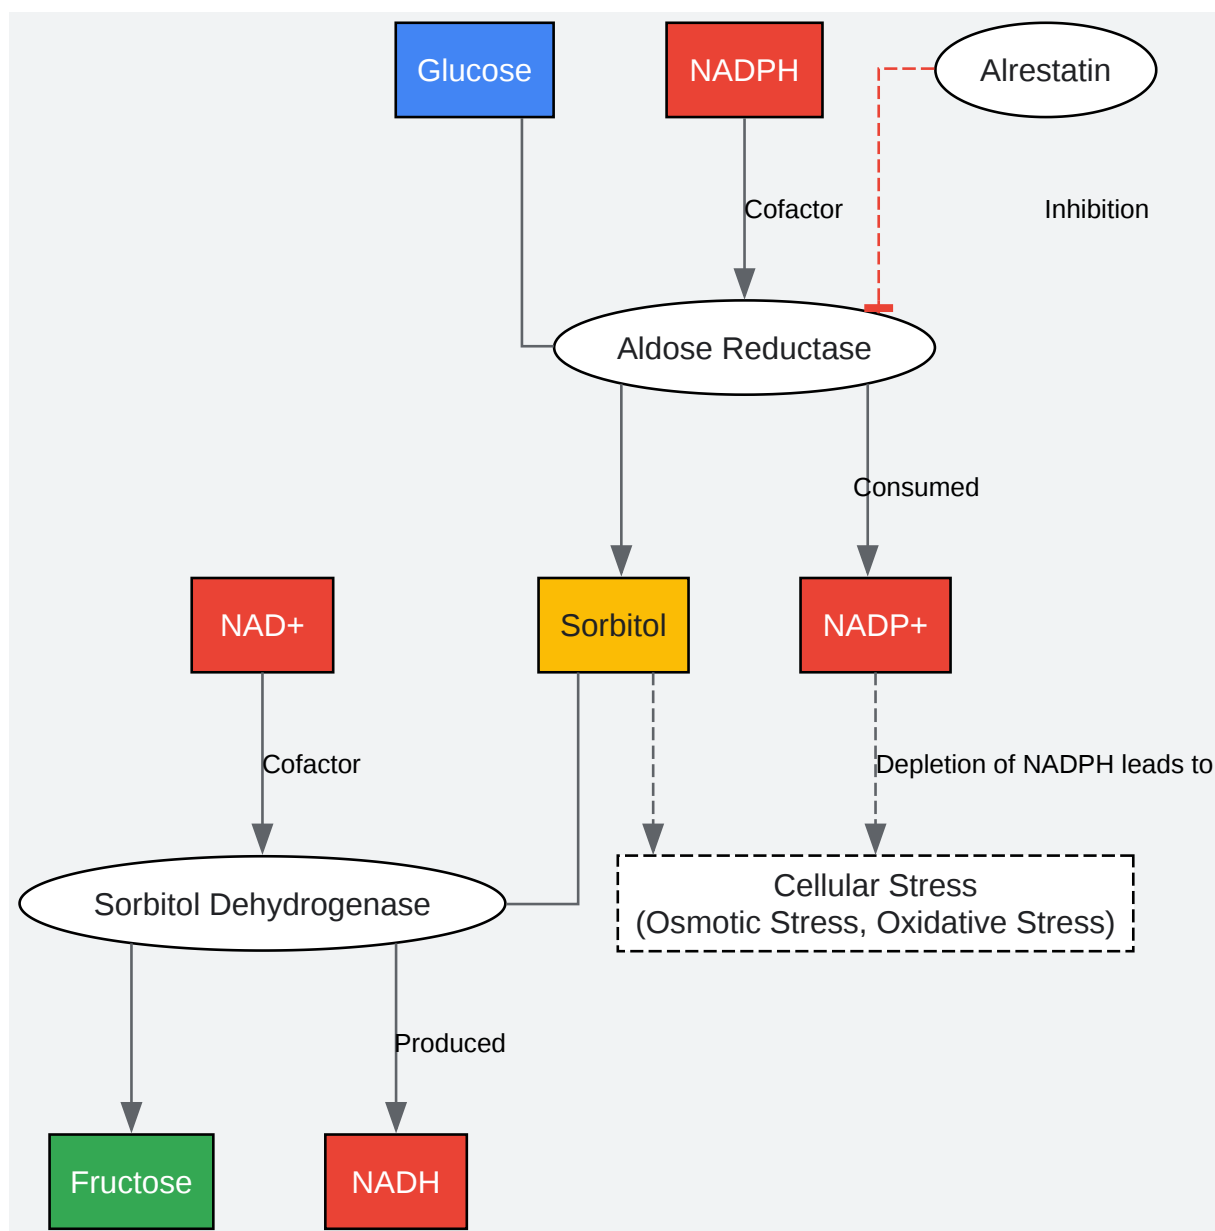 Glucose
NADPH
Alrestatin
Cofactor
Inhibition
Aldose Reductase
Consumed
NAD+
Sorbitol
NADP+
Cofactor
Depletion of NADPH leads to
Sorbitol Dehydrogenase
Cellular Stress
(Osmotic Stress, Oxidative Stress)
Produced
Fructose
NADH